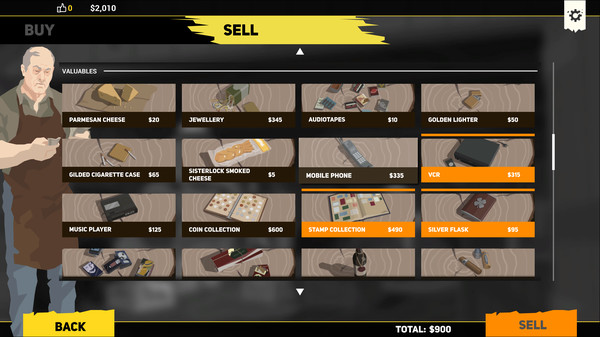 0 $2,010
BUY SELL
VALUABLES
PARMESAN CHEESE $20
JEWELLERY $345
AUDIOTAPES $10
GOLDEN LIGHTER $50
GILDED CIGARETTE CASE $65
SISTERLOCK SMOKED
CHEESE $5
MOBILE PHONE $335
VCR $315
MUSIC PLAYER $125
COIN COLLECTION $600
STAMP COLLECTION $490
SILVER FLASK $95
BACK
TOTAL: $900
SELL